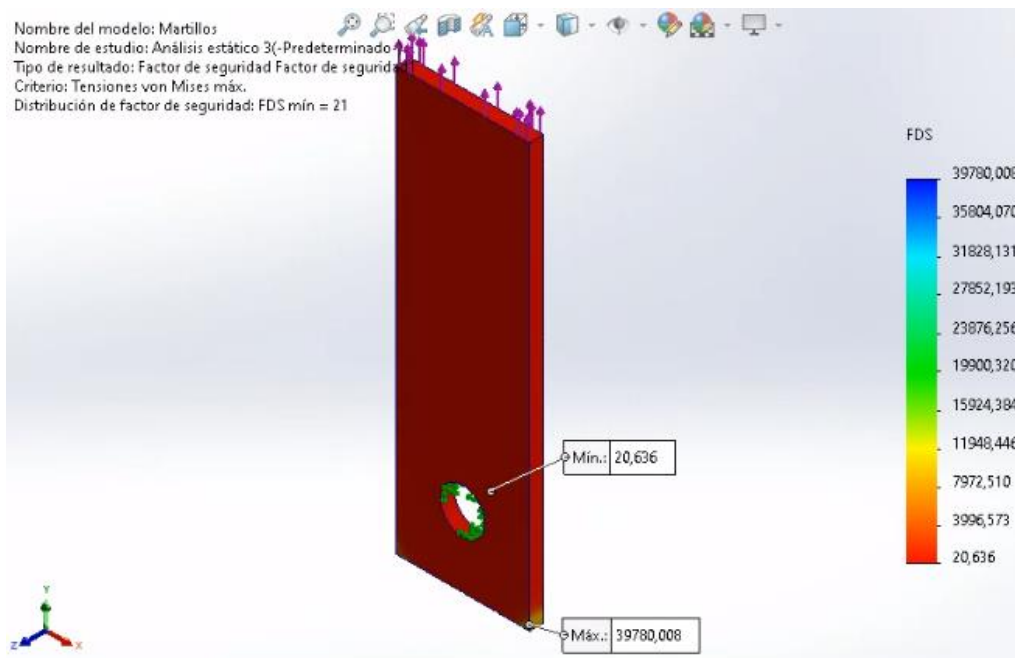 Nombre del modelo: Martillos
Nombre de estudio: Análisis estático 3(-Predeterminado
Tipo de resultado: Factor de seguridad Factor de seguridad
Criterio: Tensiones von Mises máx.
Distribución de factor de seguridad: FDS mín = 21
FDS
39780,008
35804,070
31828,131
27852,193
23876,256
19900,320
15924,384
11948,446
7972,510
3996,573
20,636
Mín.: 20,636
Máx.: 39780,008
Y
Z
X